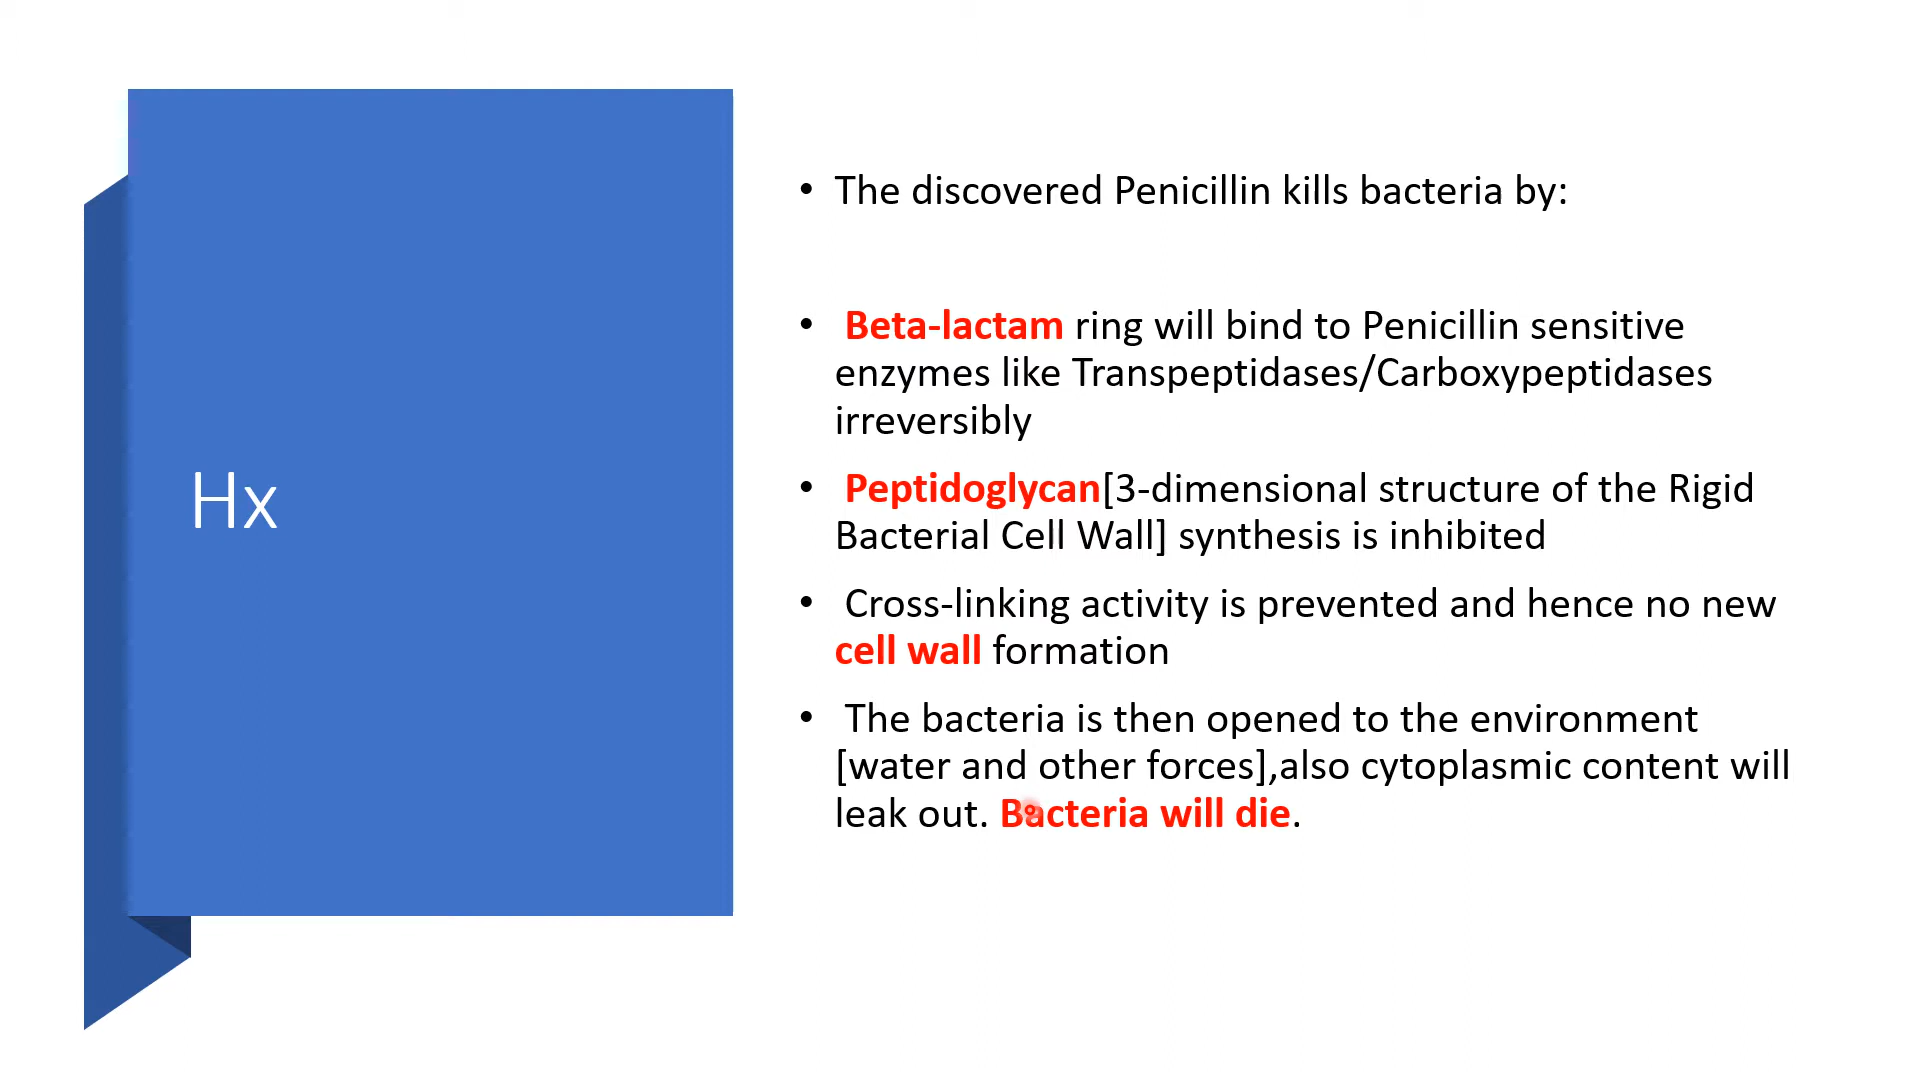 Hx
• The discovered Penicillin kills bacteria by:
• Beta-lactam ring will bind to Penicillin sensitive
enzymes like Transpeptidases/Carboxypeptidases
irreversibly
• Peptidoglycan[3-dimensional structure of the Rigid
Bacterial Cell Wall] synthesis is inhibited
• Cross-linking activity is prevented and hence no new
cell wall formation
• The bacteria is then opened to the environment
[water and other forces],also cytoplasmic content will
leak out. Bacteria will die.